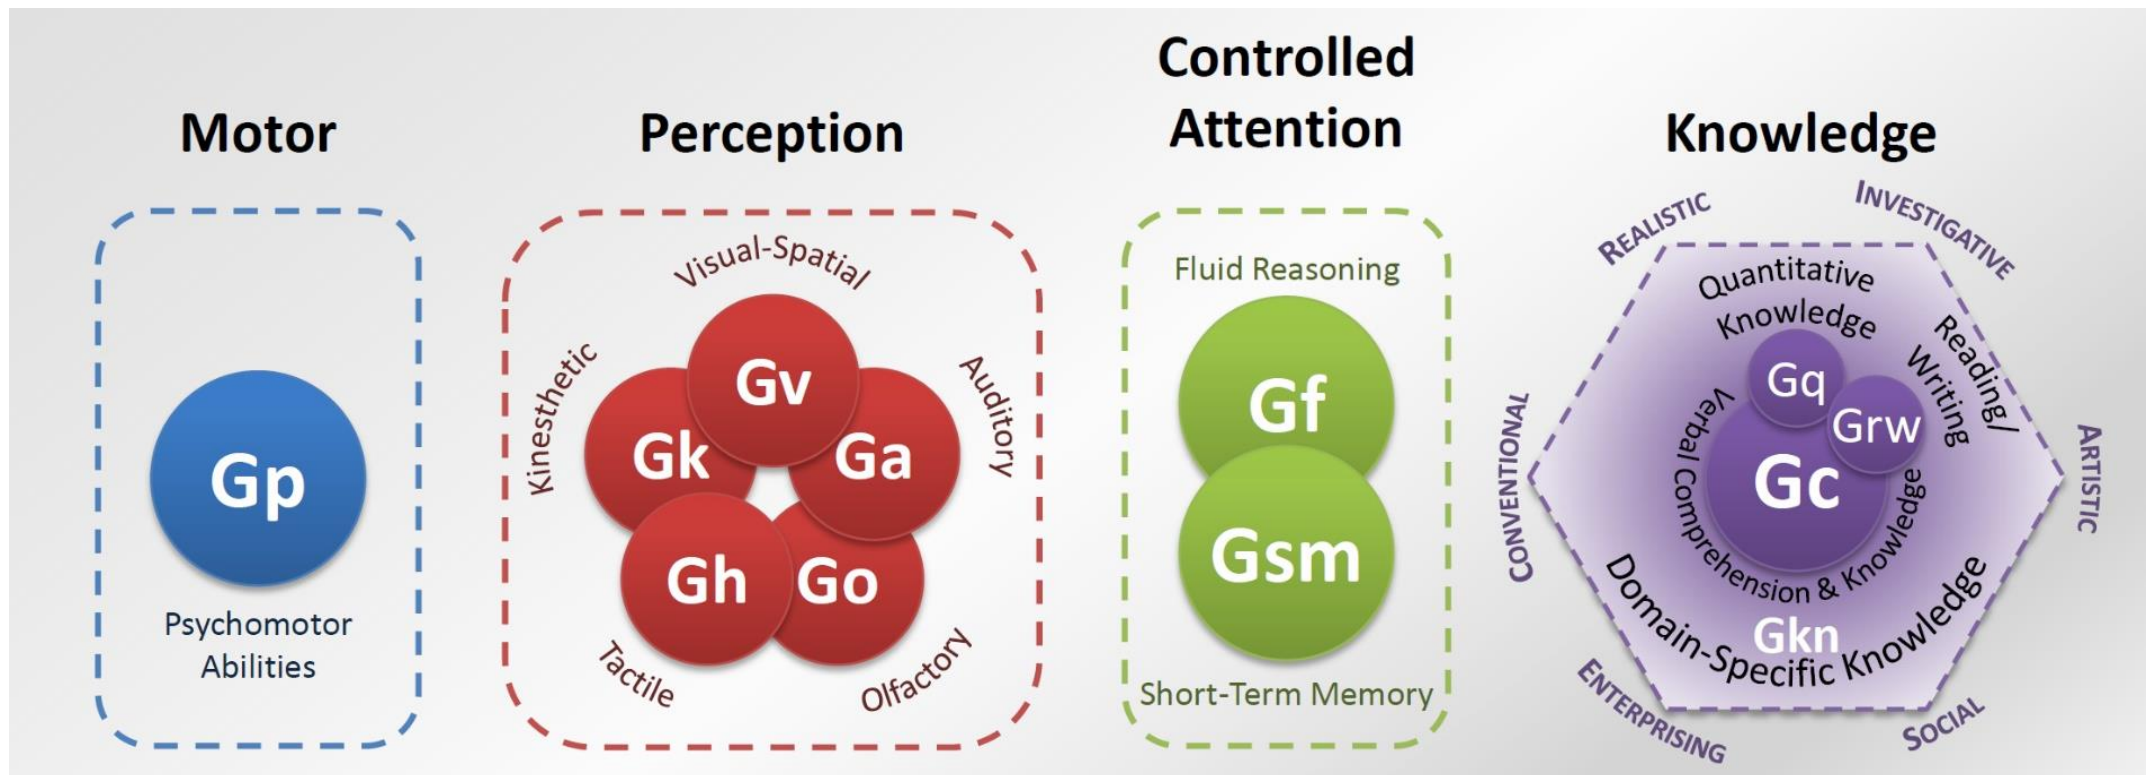 Motor
Gp
Psychomotor
Abilities
Perception
Visual-Spatial
Kinesthetic
Auditory
Gv
Gk
Ga
Gh
Go
Tactile
Olfactory
Controlled
Attention
Fluid Reasoning
Gf
Gsm
Short-Term Memory
Knowledge
REALISTIC
INVESTIGATIVE
CONVENTIONAL
ARTISTIC
ENTERPRISING
SOCIAL
Quantitative
Knowledge
Reading/
Writing
Gq
Grw
Gc
Verbal Comprehension & Knowledge
Gkn
Domain-Specific Knowledge